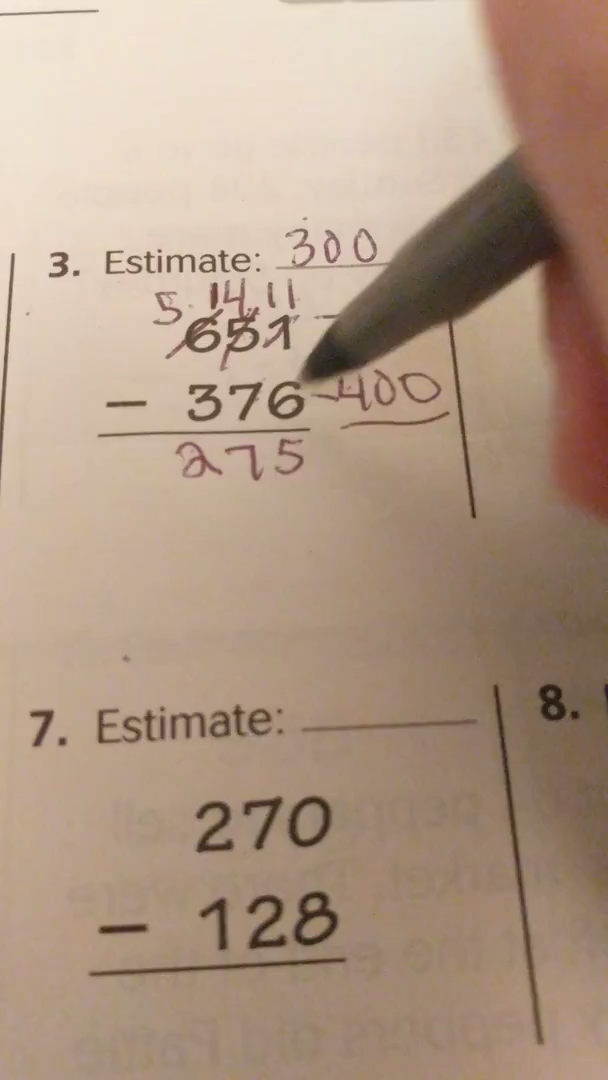 3. Estimate: 300
5 14 11
651
- 376 - 400
275
7. Estimate:
270
- 128
8.